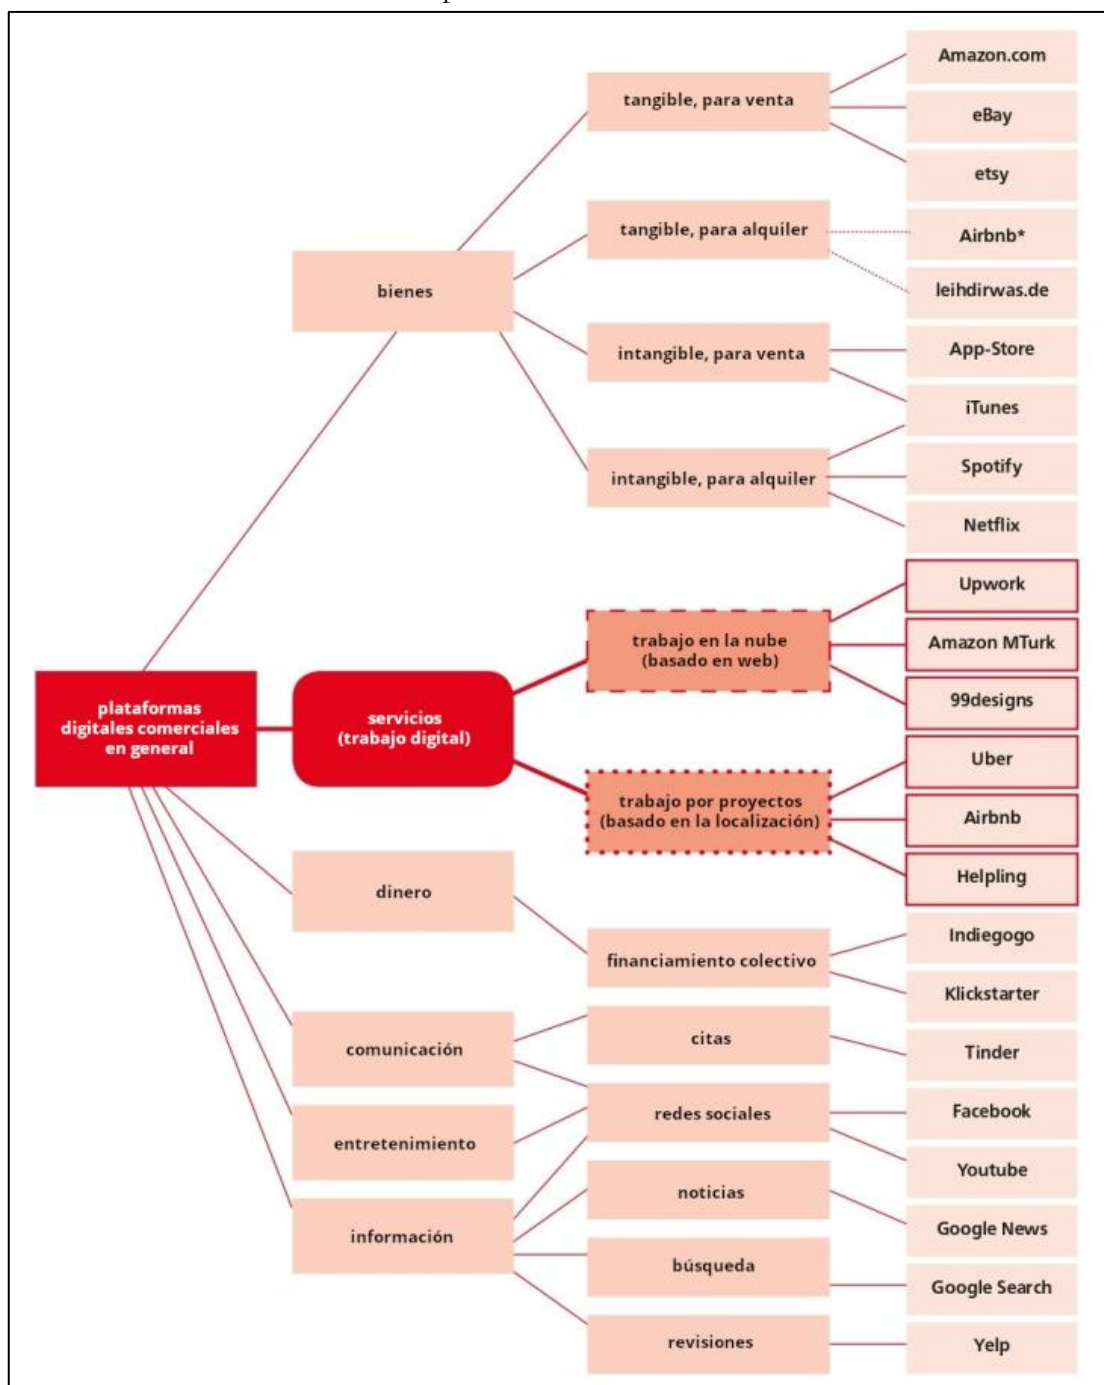 Amazon.com
tangible, para venta
eBay
etsy
tangible, para alquiler
Airbnb*
bienes
leihdirwas.de
intangible, para venta
App-Store
iTunes
intangible, para alquiler
Spotify
Netflix
Upwork
trabajo en la nube
(basado en web)
Amazon MTurk
99designs
plataformas
digitales comerciales
en general
servicios
(trabajo digital)
Uber
trabajo por proyectos
(basado en la localización)
Airbnb
Helpling
dinero
Indiegogo
financiamiento colectivo
Klickstarter
comunicación
citas
Tinder
redes sociales
Facebook
entretenimiento
Youtube
noticias
Google News
información
búsqueda
Google Search
revisiones
Yelp